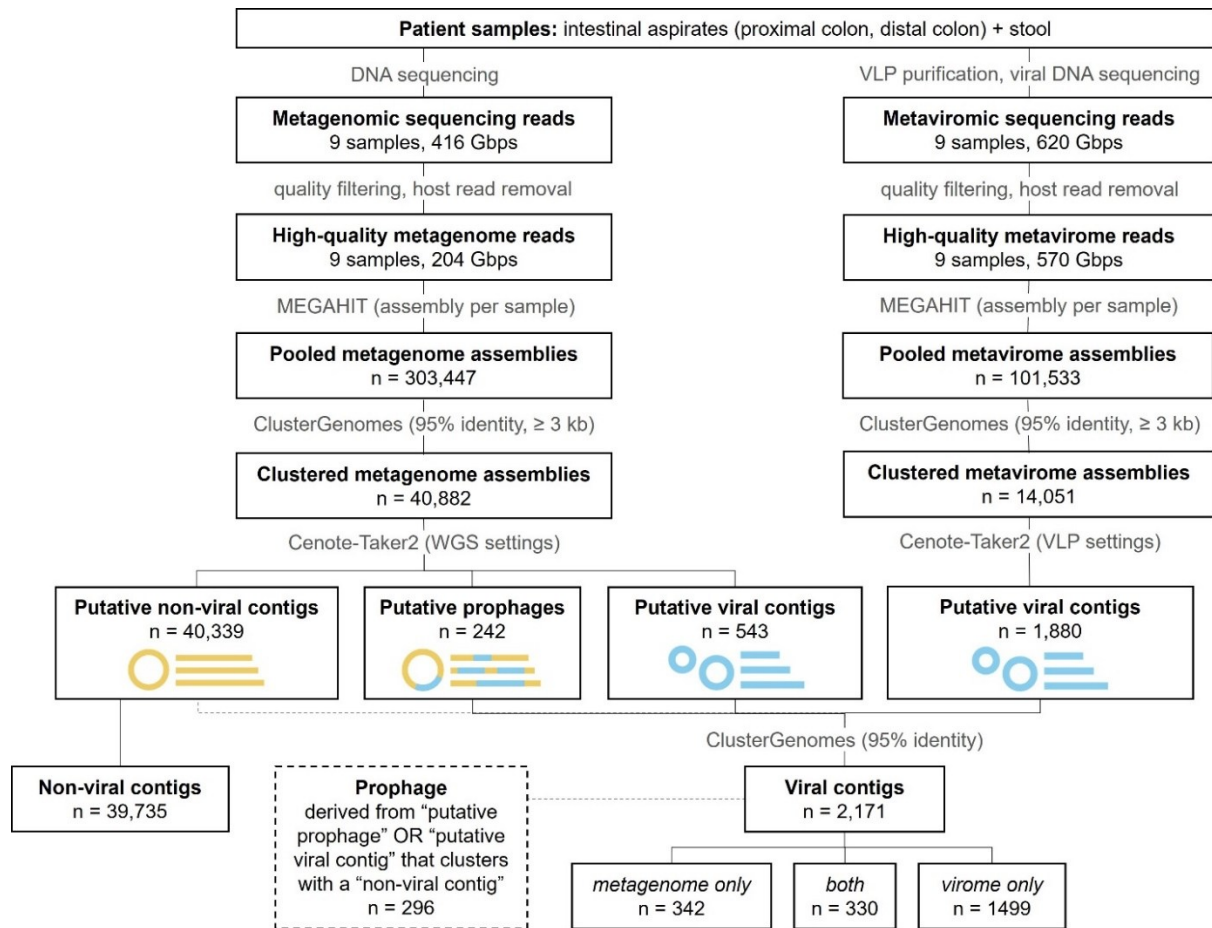 Patient samples: intestinal aspirates (proximal colon, distal colon) + stool
DNA sequencing
VLP purification, viral DNA sequencing
Metagenomic sequencing reads
9 samples, 416 Gbps
Metaviromic sequencing reads
9 samples, 620 Gbps
quality filtering, host read removal
quality filtering, host read removal
High-quality metagenome reads
9 samples, 204 Gbps
High-quality metavirome reads
9 samples, 570 Gbps
MEGAHIT (assembly per sample)
MEGAHIT (assembly per sample)
Pooled metagenome assemblies
n = 303,447
Pooled metavirome assemblies
n = 101,533
ClusterGenomes (95% identity, ≥ 3 kb)
ClusterGenomes (95% identity, ≥ 3 kb)
Clustered metagenome assemblies
n = 40,882
Clustered metavirome assemblies
n = 14,051
Cenote-Taker2 (WGS settings)
Cenote-Taker2 (VLP settings)
Putative non-viral contigs
n = 40,339
Putative prophages
n = 242
Putative viral contigs
n = 543
Putative viral contigs
n = 1,880
ClusterGenomes (95% identity)
Non-viral contigs
n = 39,735
Prophage
derived from “putative
prophage” OR “putative
viral contig” that clusters
with a “non-viral contig”
n = 296
Viral contigs
n = 2,171
metagenome only
n = 342
both
n = 330
virome only
n = 1499